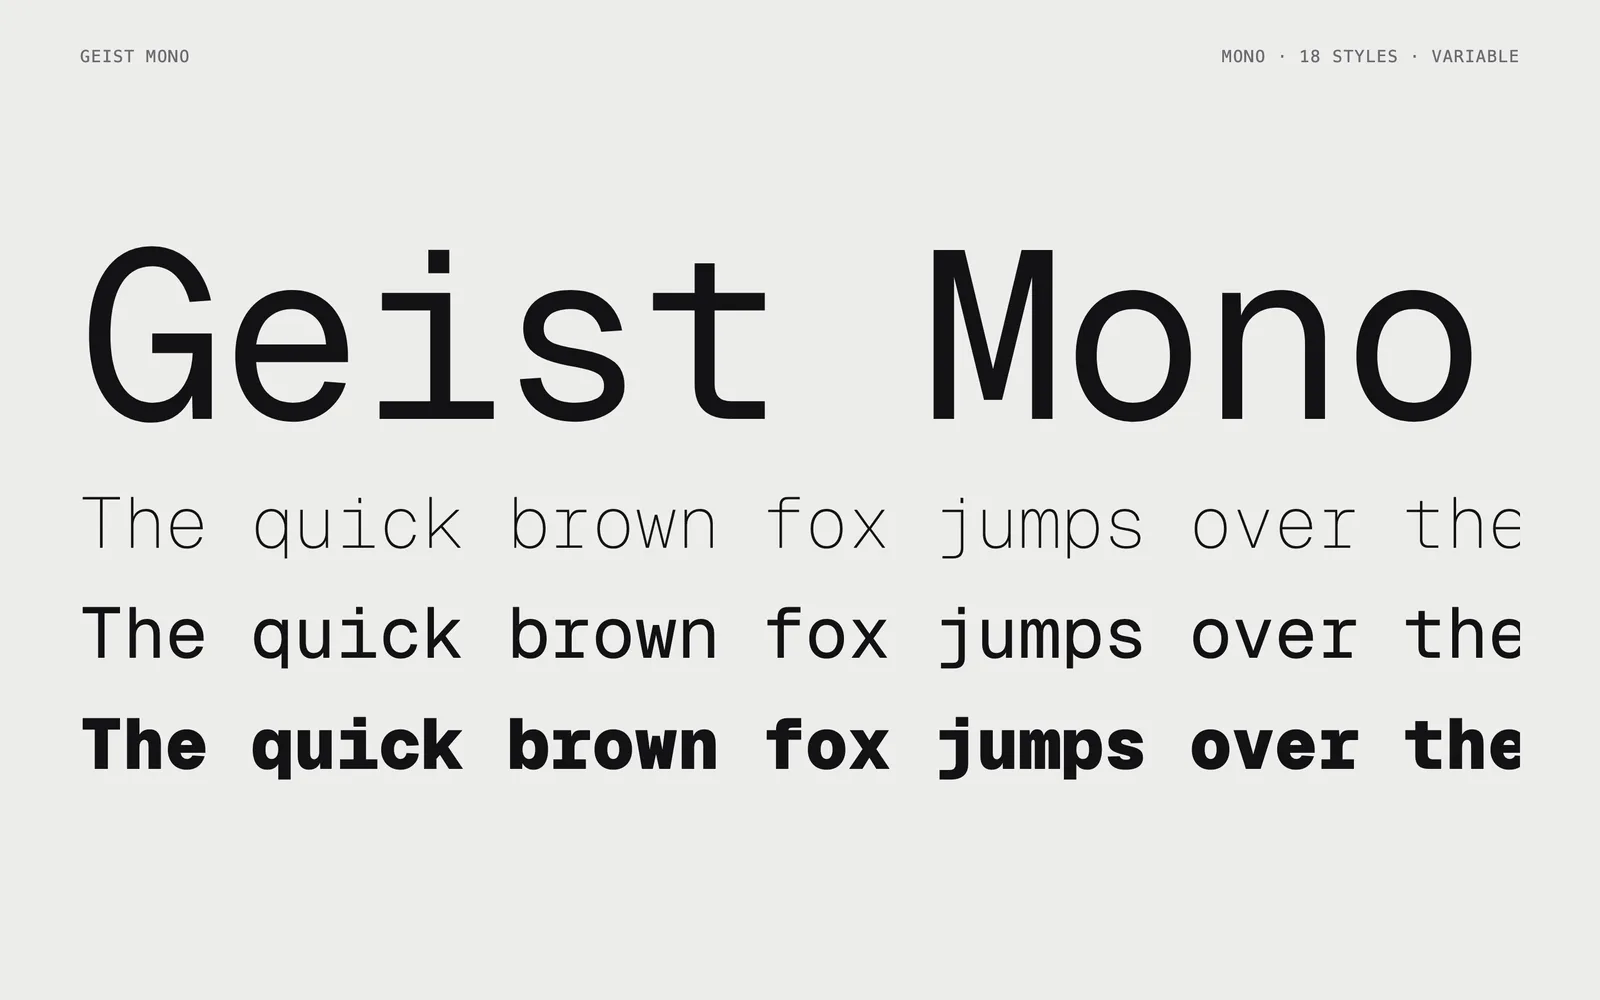 GEIST MONO
MONO · 18 STYLES · VARIABLE
Geist Mono
The quick brown fox jumps over the
The quick brown fox jumps over the
The quick brown fox jumps over the